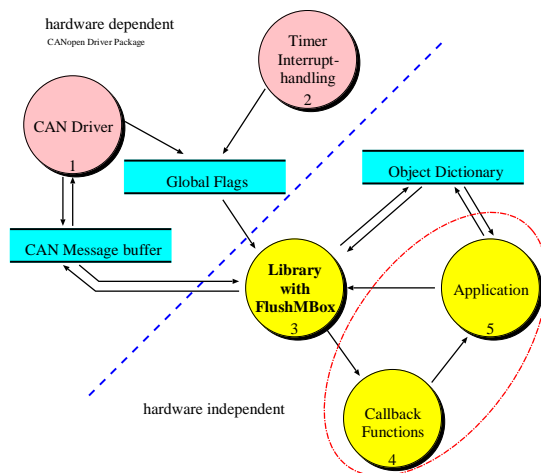 hardware dependent
CANopen Driver Package
Timer
Interrupt-
handling
2
CAN Driver
1
Global Flags
Object Dictionary
CAN Message buffer
Library
with
FlushMBox
3
Application
5
hardware independent
Callback
Functions
4